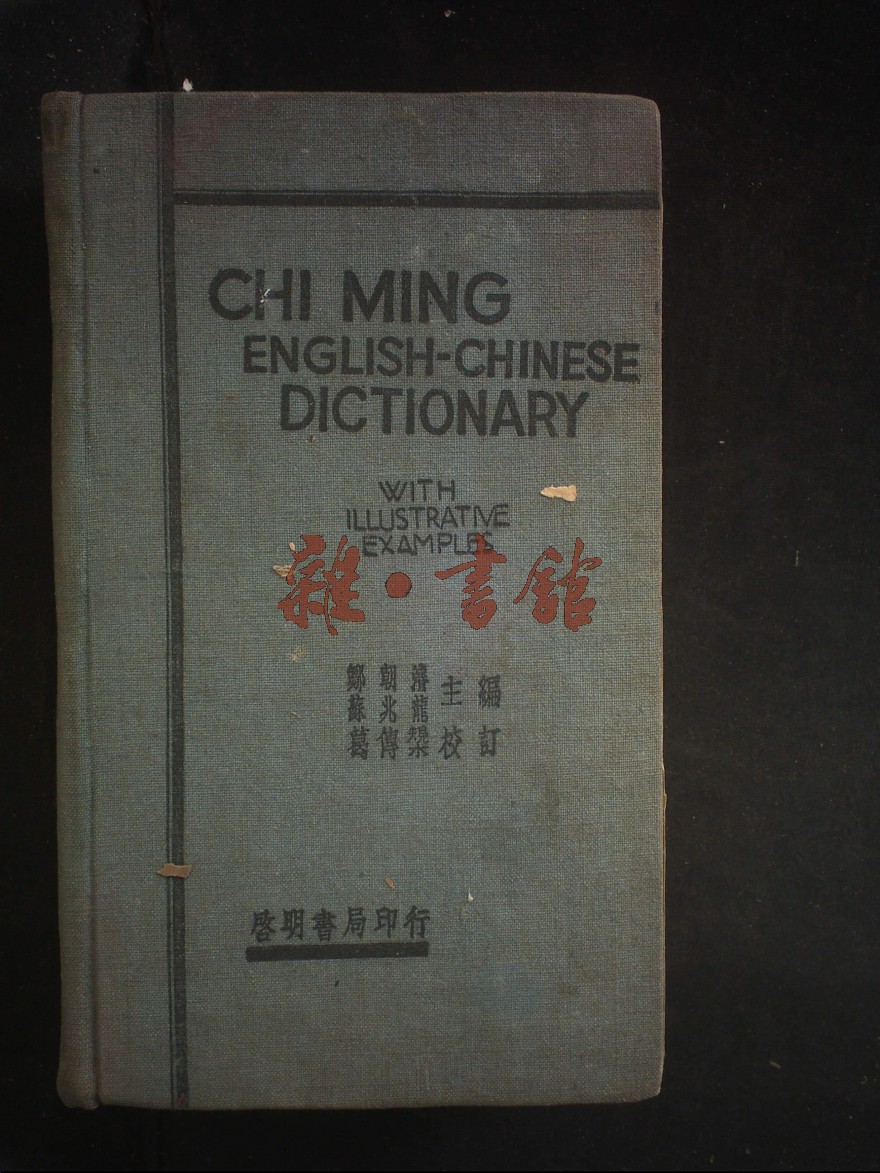 CHI MING
ENGLISH-CHINESE
DICTIONARY
WITH
ILLUSTRATIVE
EXAMPLES
雜·書館
鄒朝濬主編
蘇兆龍
葛傳槼校訂
啓明書局印行